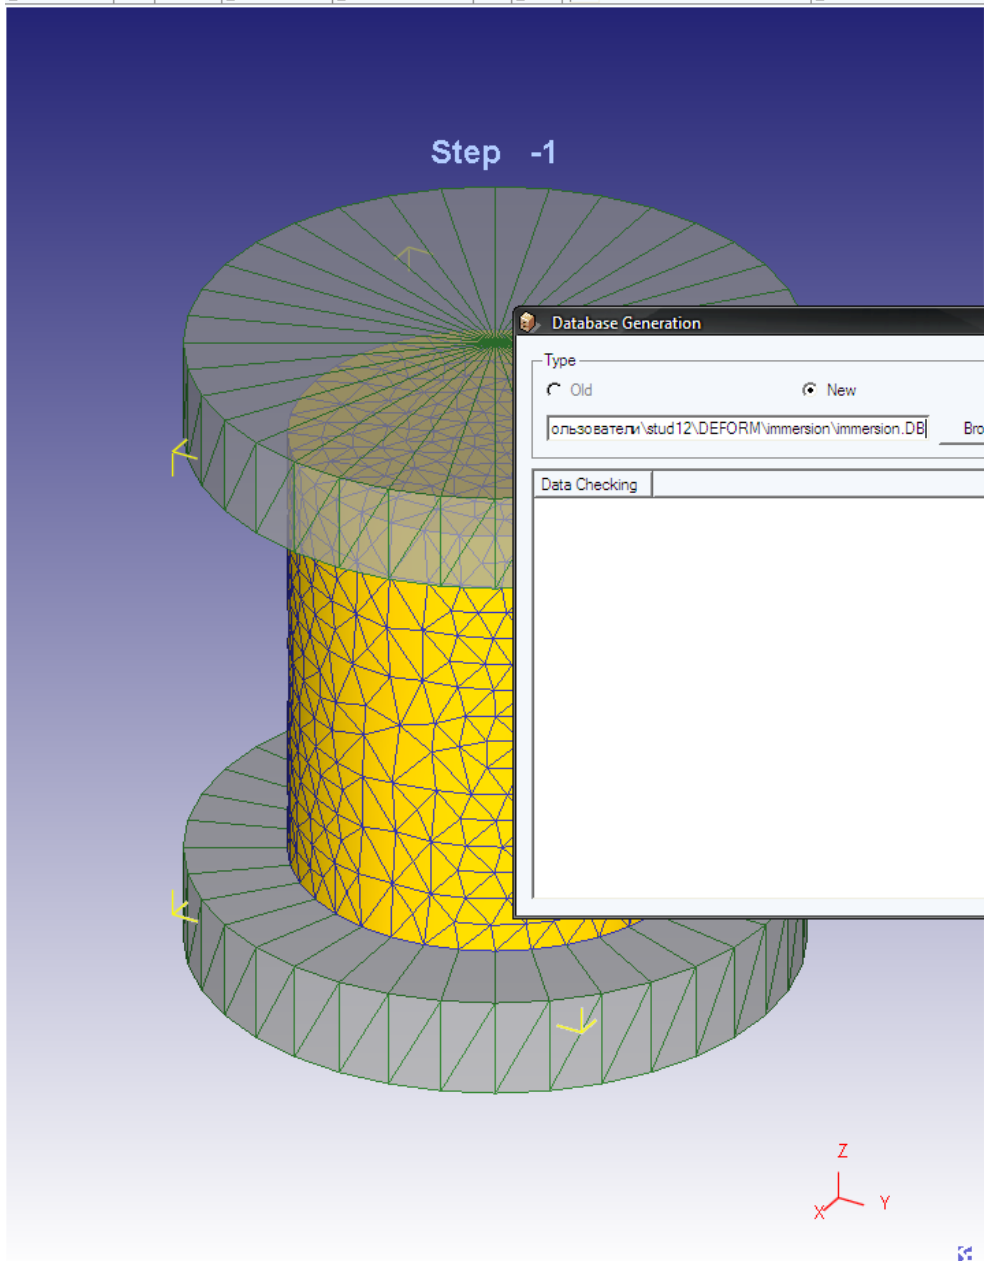 Step -1
Database Generation
Type
Old
New
ользователи\stud12\DEFORM\immersion\immersion.DB
Bro
Data Checking
Z
Y
X